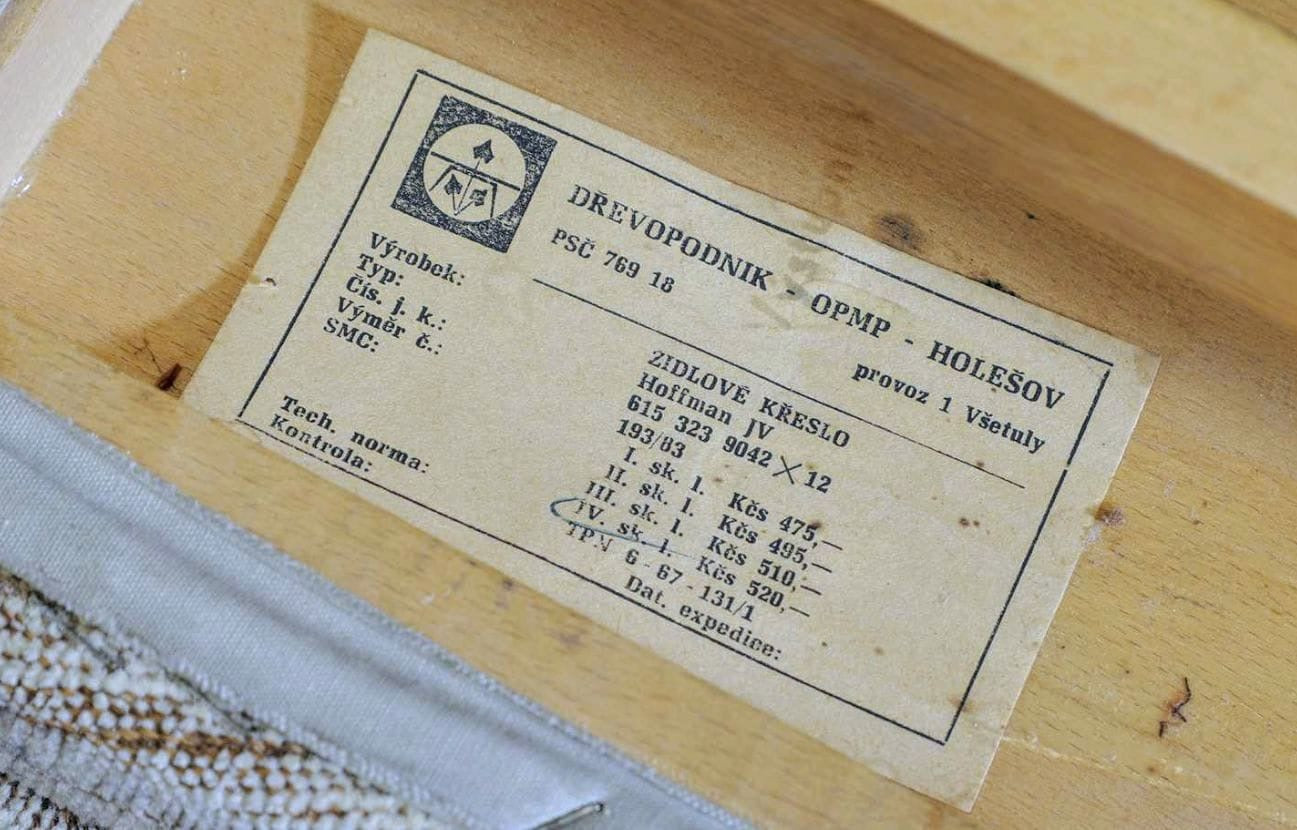 DŘEVOPODNIK - OPMP - HOLEŠOV
PSČ 769 18
provoz 1 Všetuly
Výrobek: ZIDLOVÉ KŘESLO
Typ: Hoffman JV
Čís. j. k.: 615 323 9042 X 12
Výměr č.: 193/83
SMC: I. sk. l. Kčs 475,—
II. sk. l. Kčs 495,—
III. sk. l. Kčs 510,—
IV. sk. l. Kčs 520,—
Tech. norma: TPN 6 - 67 - 131/1
Kontrola: Dat. expedice: